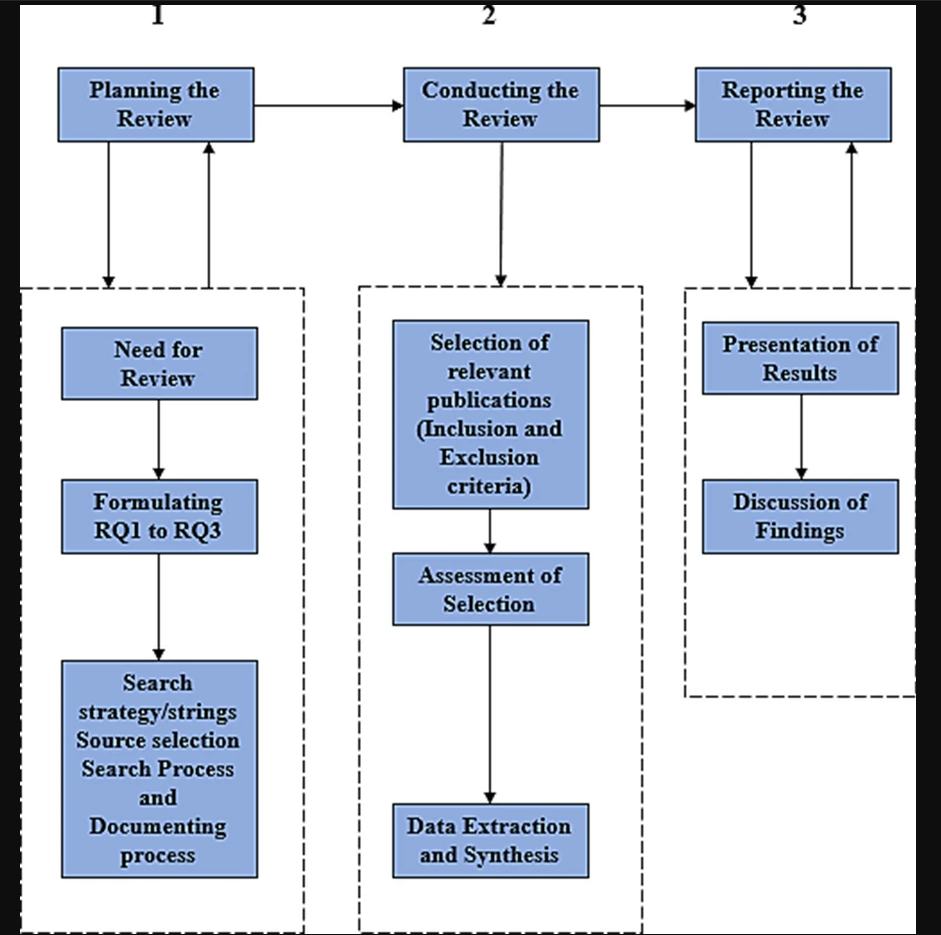 1
2
3
Planning the
Review
Conducting the
Review
Reporting the
Review
Need for
Review
Formulating
RQ1 to RQ3
Search
strategy/strings
Source selection
Search Process
and
Documenting
process
Selection of
relevant
publications
(Inclusion and
Exclusion
criteria)
Assessment of
Selection
Data Extraction
and Synthesis
Presentation of
Results
Discussion of
Findings